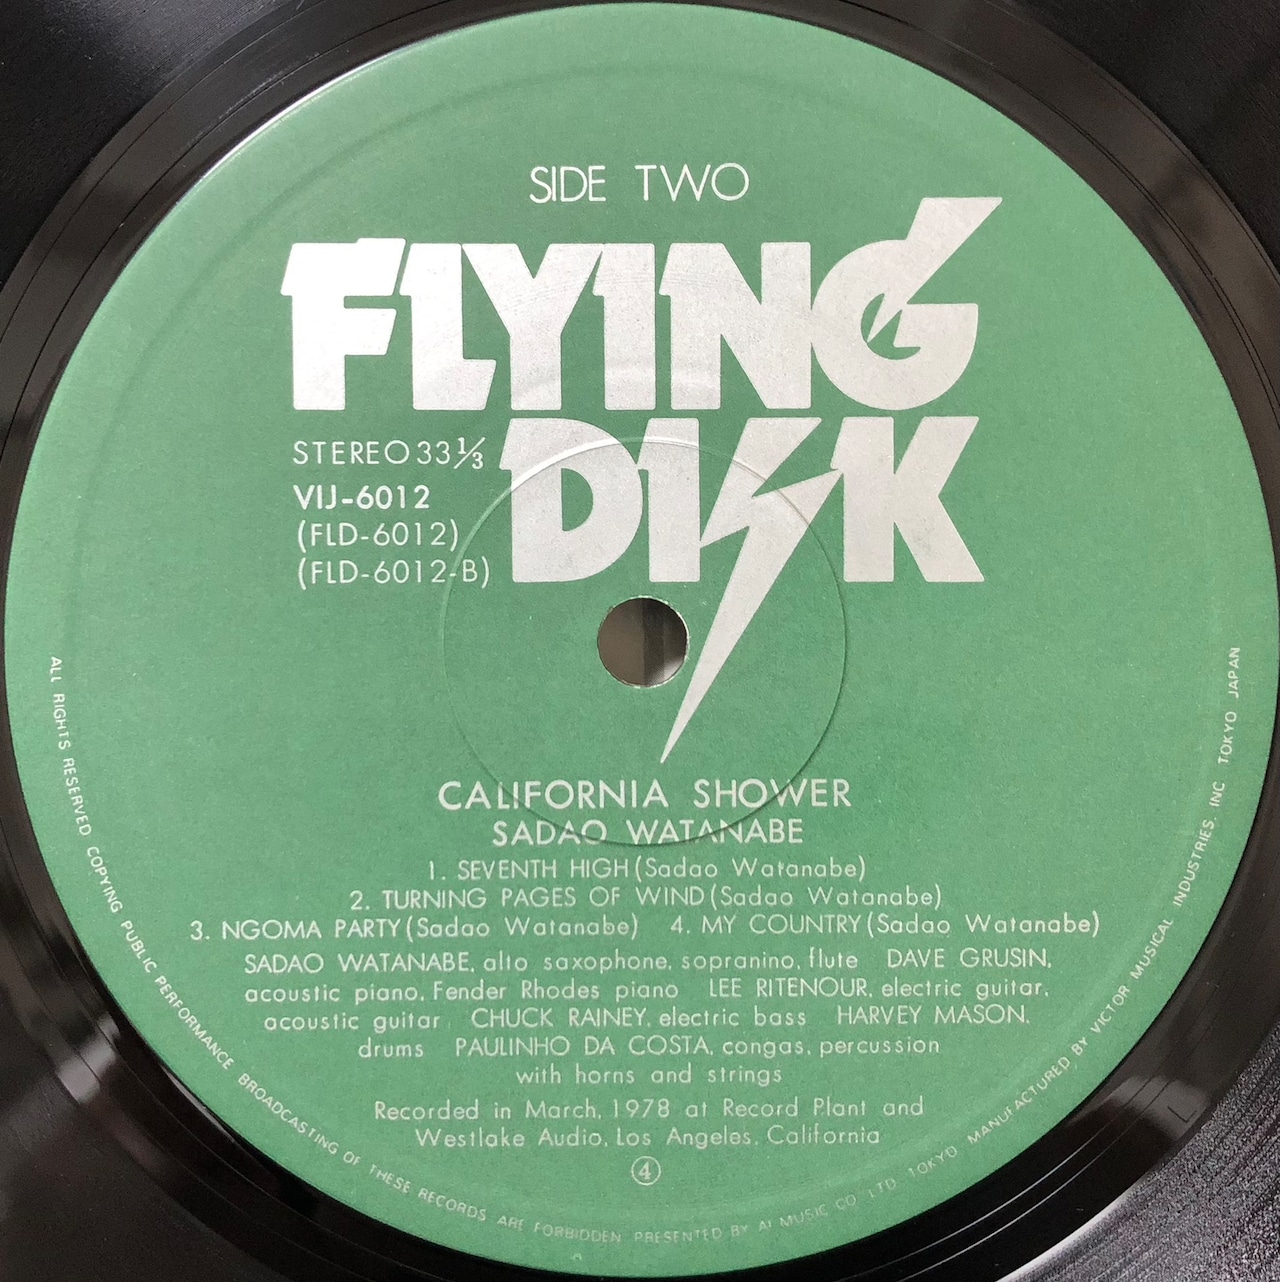 SIDE TWO
FLYING
DISK
STEREO 33 1/3
VIJ-6012
(FLD-6012)
(FLD-6012-B)
CALIFORNIA SHOWER
SADAO WATANABE
1. SEVENTH HIGH (Sadao Watanabe)
2. TURNING PAGES OF WIND (Sadao Watanabe)
3. NGOMA PARTY (Sadao Watanabe) 4. MY COUNTRY (Sadao Watanabe)
SADAO WATANABE, alto saxophone, sopranino, flute DAVE GRUSIN,
acoustic piano, Fender Rhodes piano LEE RITENOUR, electric guitar,
acoustic guitar CHUCK RAINEY, electric bass HARVEY MASON,
drums PAULINHO DA COSTA, congas, percussion
with horns and strings
Recorded in March, 1978 at Record Plant and
Westlake Audio, Los Angeles, California
④
ALL RIGHTS RESERVED COPYING PUBLIC PERFORMANCE BROADCASTING OF THESE RECORDS ARE FORBIDDEN PRESENTED BY AI MUSIC CO LTD TOKYO MANUFACTURED BY VICTOR MUSICAL INDUSTRIES, INC TOKYO JAPAN